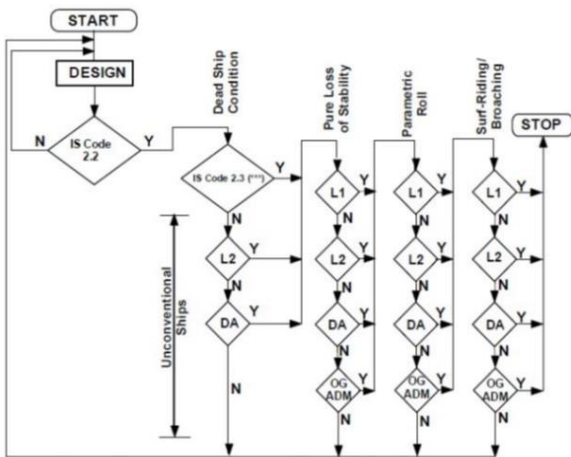 START
DESIGN
N
IS Code
2.2
Y
Dead Ship
Condition
IS Code 2.3 (***)
Y
N
L2
Y
N
DA
Y
N
Unconventional
Ships
Pure Loss
of Stability
L1
Y
N
L2
Y
N
DA
Y
N
OG
ADM
Y
N
Parametric
Roll
L1
Y
N
L2
Y
N
DA
Y
N
OG
ADM
Y
N
Surf-Riding/
Broaching
L1
Y
N
L2
Y
N
DA
Y
N
OG
ADM
Y
N
STOP